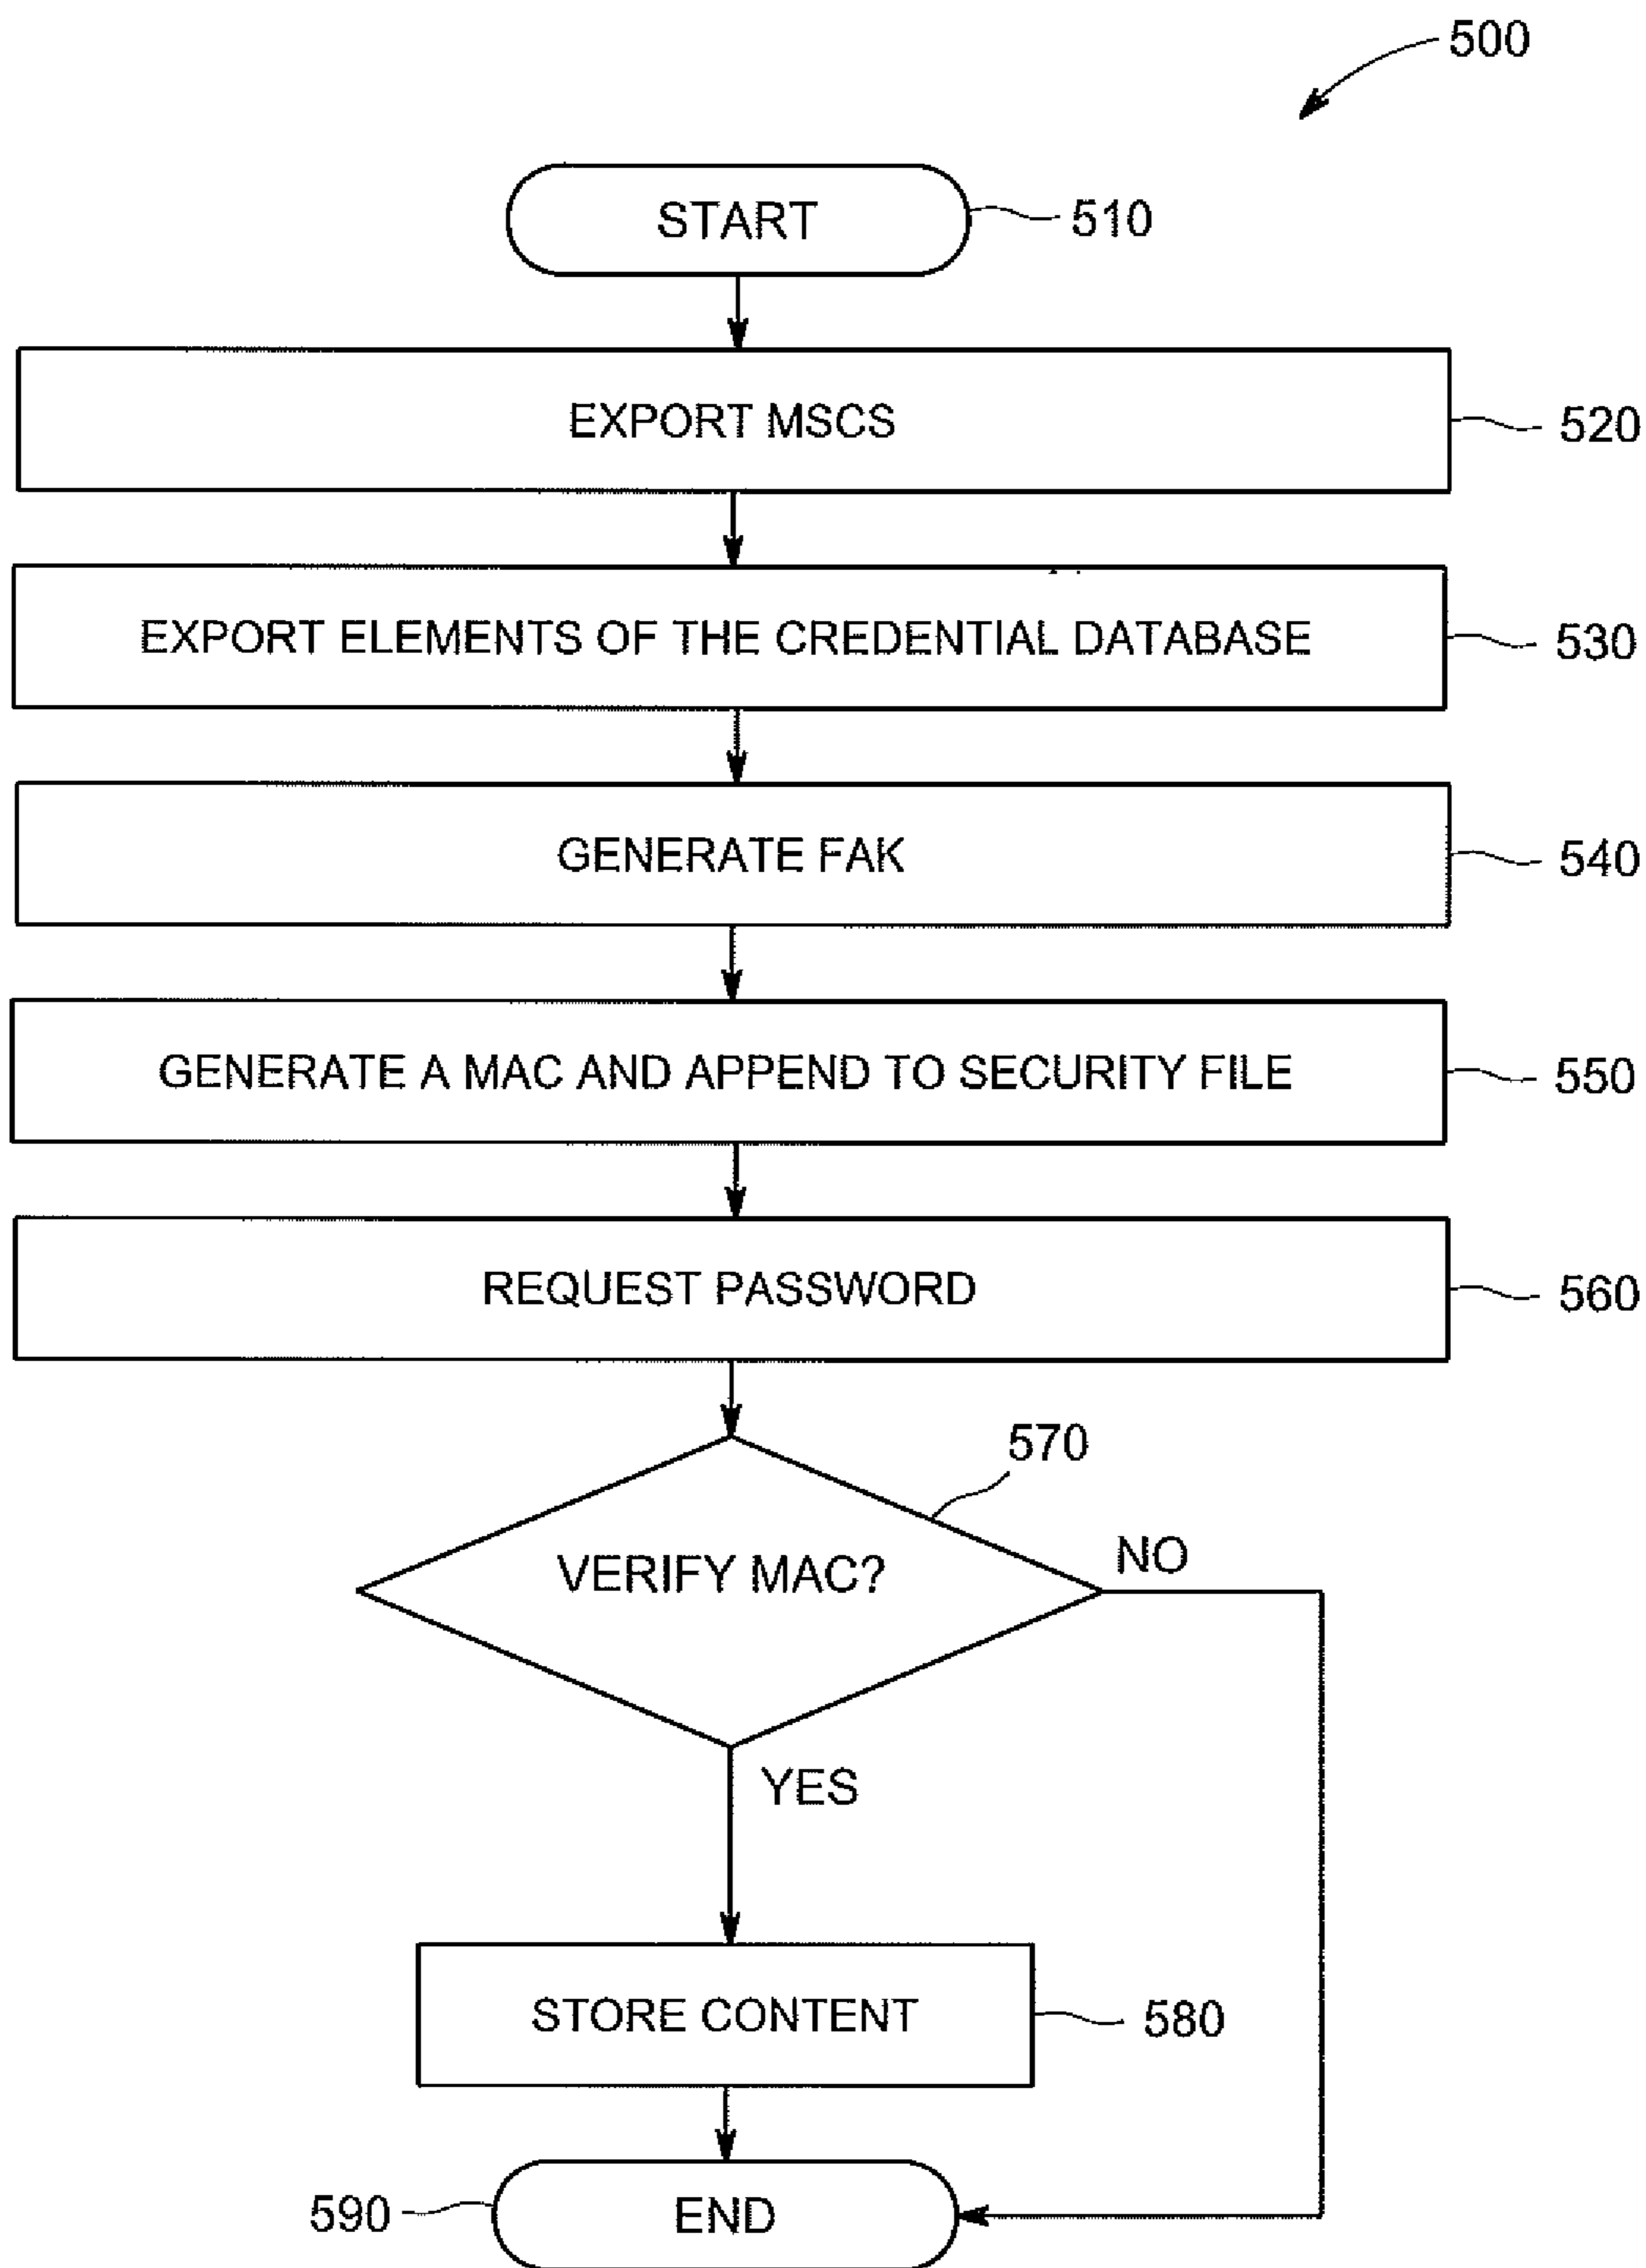 500
START
510
EXPORT MSCS
520
EXPORT ELEMENTS OF THE CREDENTIAL DATABASE
530
GENERATE FAK
540
GENERATE A MAC AND APPEND TO SECURITY FILE
550
REQUEST PASSWORD
560
570
VERIFY MAC?
NO
YES
STORE CONTENT
580
590
END